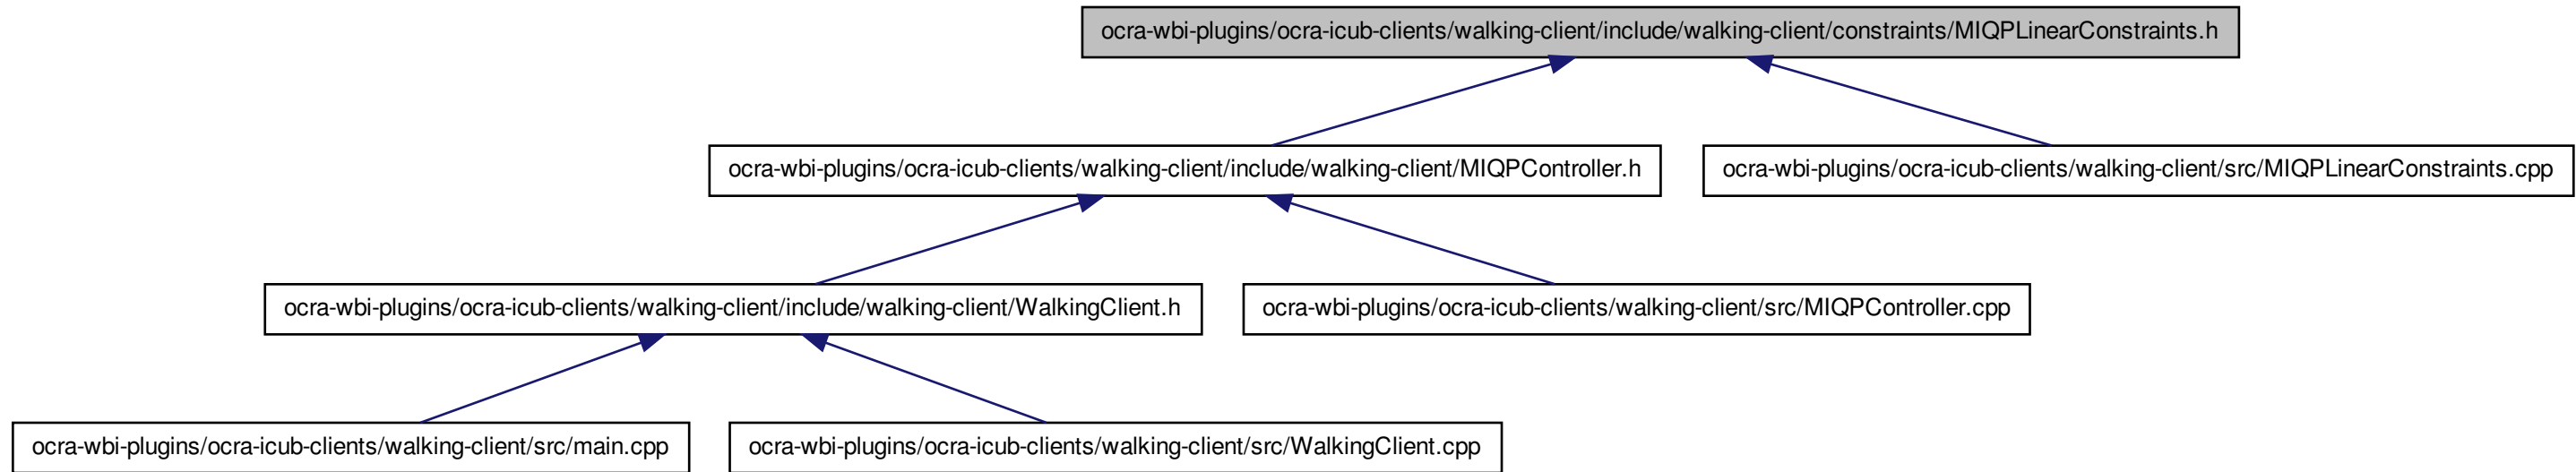 ocra-wbi-plugins/ocra-icub-clients/walking-client/include/walking-client/constraints/MIQPLinearConstraints.h
ocra-wbi-plugins/ocra-icub-clients/walking-client/include/walking-client/MIQPController.h
ocra-wbi-plugins/ocra-icub-clients/walking-client/src/MIQPLinearConstraints.cpp
ocra-wbi-plugins/ocra-icub-clients/walking-client/include/walking-client/WalkingClient.h
ocra-wbi-plugins/ocra-icub-clients/walking-client/src/MIQPController.cpp
ocra-wbi-plugins/ocra-icub-clients/walking-client/src/main.cpp
ocra-wbi-plugins/ocra-icub-clients/walking-client/src/WalkingClient.cpp